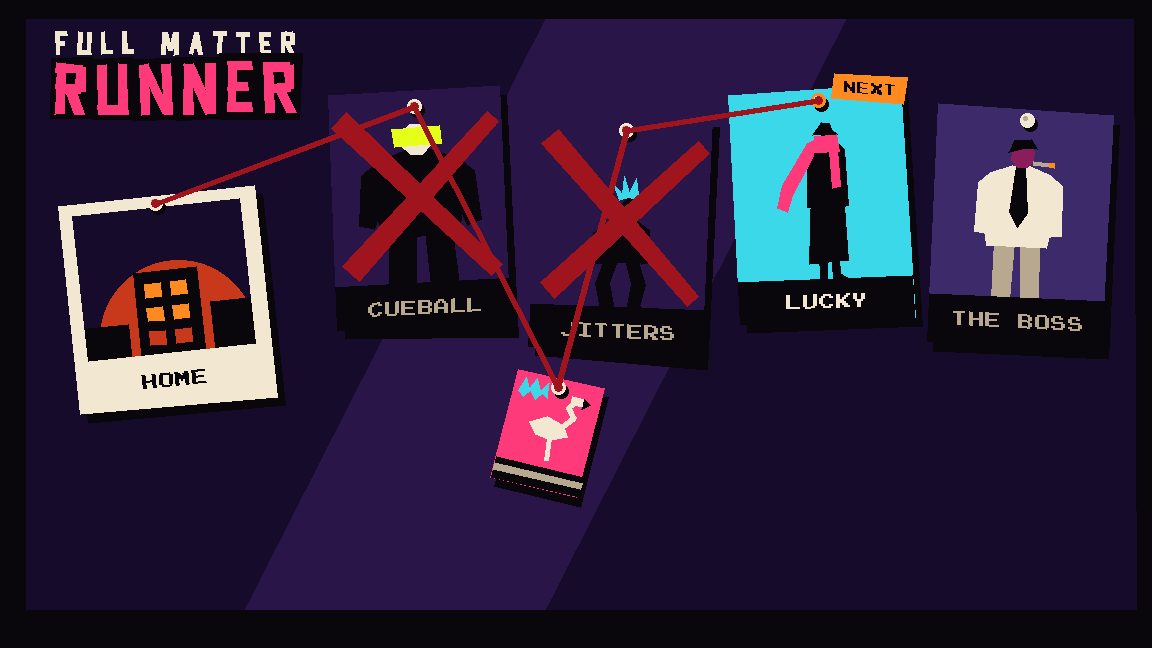 FULL MATTER
RUNNER
HOME
CUEBALL
JITTERS
NEXT
LUCKY
THE BOSS